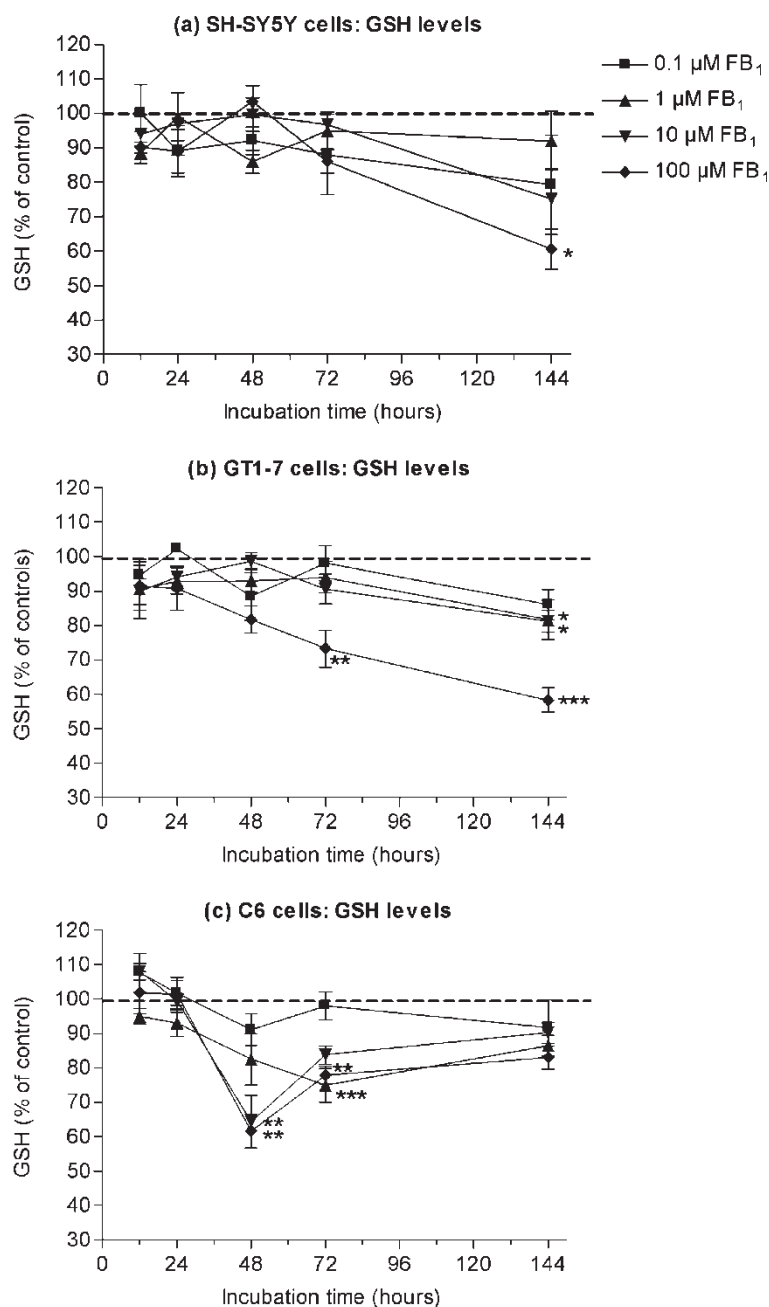 (a) SH-SY5Y cells: GSH levels
0.1 µM FB1
1 µM FB1
10 µM FB1
100 µM FB1
GSH (% of control)
120
110
100
90
80
70
60
50
40
30
*
0 24 48 72 96 120 144
Incubation time (hours)
(b) GT1-7 cells: GSH levels
GSH (% of controls)
120
110
100
90
80
70
60
50
40
30
*
*
**
***
0 24 48 72 96 120 144
Incubation time (hours)
(c) C6 cells: GSH levels
GSH (% of control)
120
110
100
90
80
70
60
50
40
30
**
***
**
**
0 24 48 72 96 120 144
Incubation time (hours)